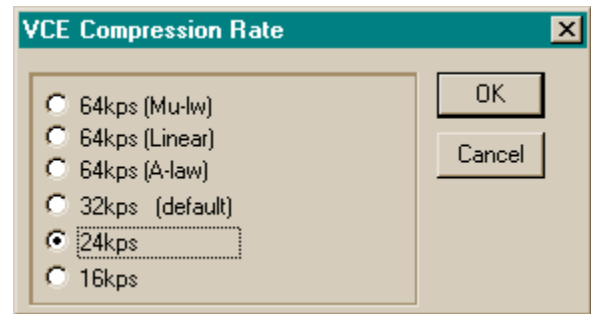 VCE Compression Rate
64kps (Mu-lw)
64kps (Linear)
64kps (A-law)
32kps (default)
24kps
16kps
OK
Cancel